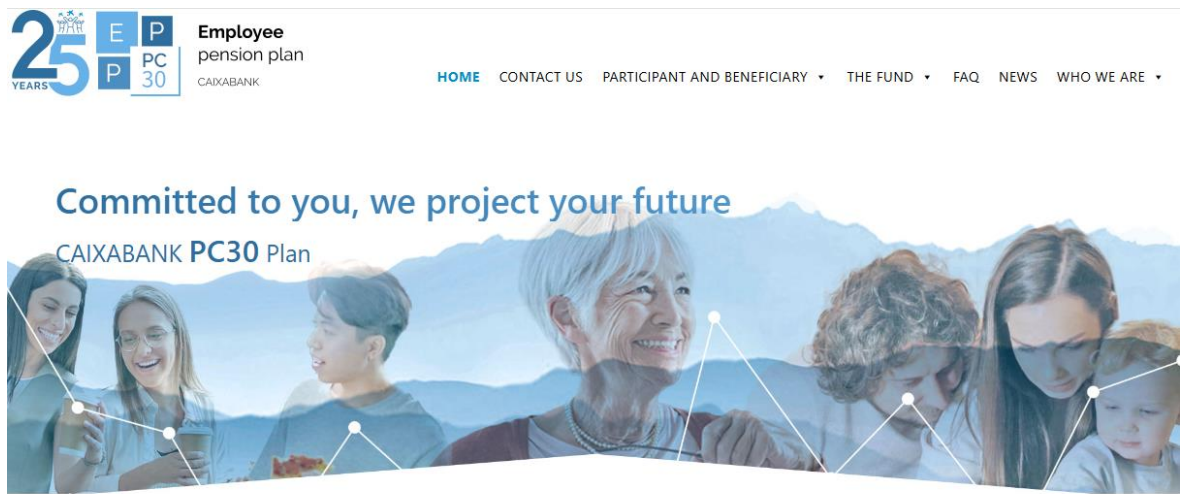 25
YEARS
E P
P PC
30
Employee
pension plan
CAIXABANK
HOME CONTACT US PARTICIPANT AND BENEFICIARY THE FUND FAQ NEWS WHO WE ARE
Committed to you, we project your future
CAIXABANK PC30 Plan